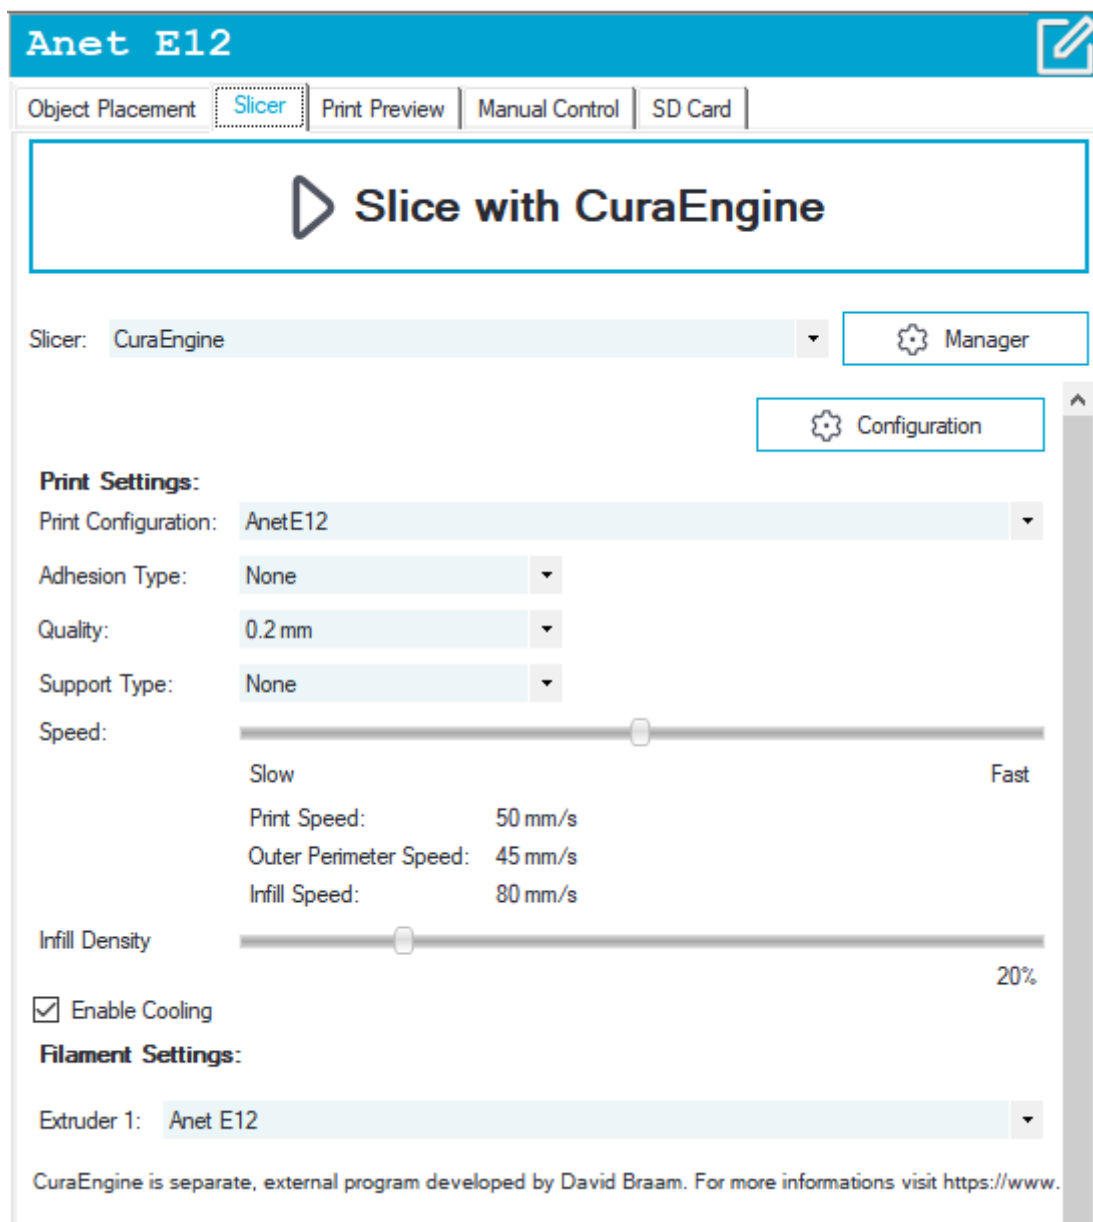 Anet E12
Object Placement Slicer Print Preview Manual Control SD Card
Slice with CuraEngine
Slicer: CuraEngine Manager
Configuration
Print Settings:
Print Configuration: AnetE12
Adhesion Type: None
Quality: 0.2 mm
Support Type: None
Speed:
Slow Fast
Print Speed: 50 mm/s
Outer Perimeter Speed: 45 mm/s
Infill Speed: 80 mm/s
Infill Density
20%
Enable Cooling
Filament Settings:
Extruder 1: Anet E12
CuraEngine is separate, external program developed by David Braam. For more informations visit https://www.